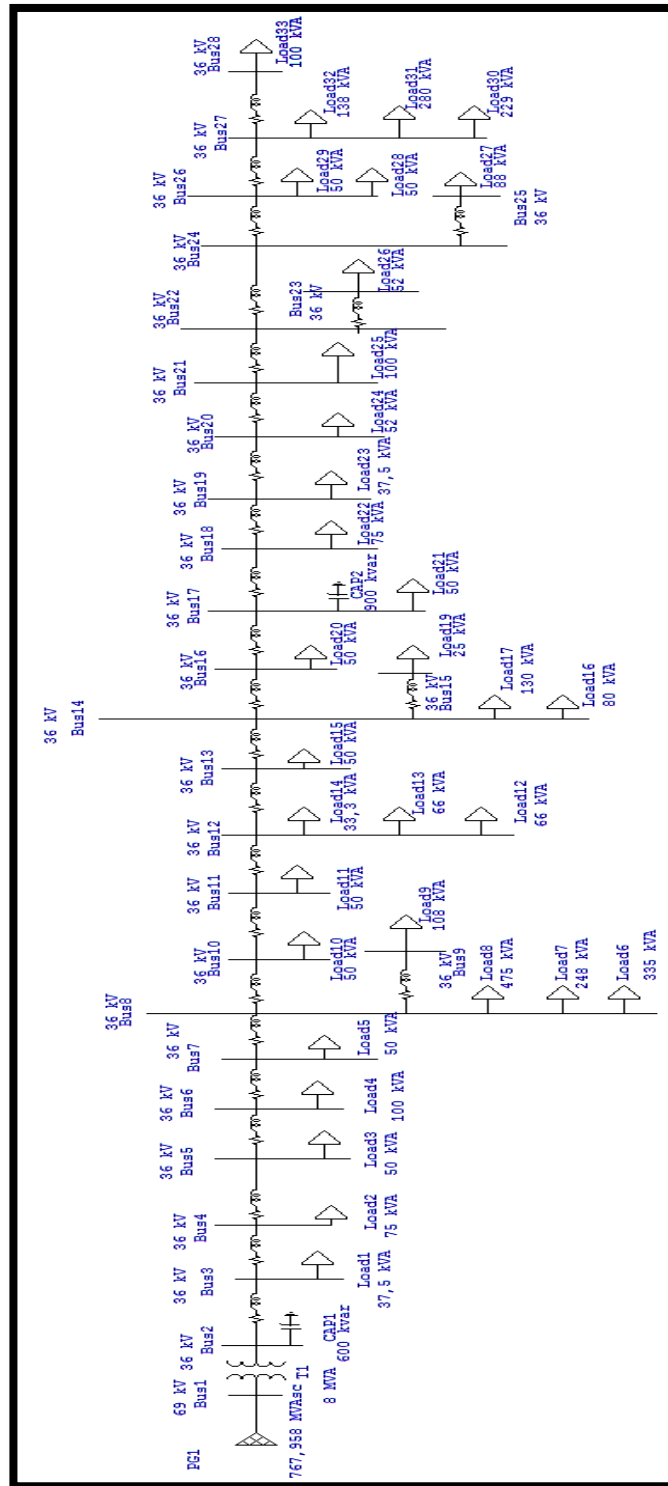 PG1
767,958 MVAsc
69 kV
Bus1
T1
8 MVA
36 kV
Bus2
CAP1
600 kvar
36 kV
Bus3
Load1
37,5 kVA
36 kV
Bus4
Load2
75 kVA
36 kV
Bus5
Load3
50 kVA
36 kV
Bus6
Load4
100 kVA
36 kV
Bus7
Load5
50 kVA
36 kV
Bus8
Load6
335 kVA
Load7
248 kVA
Load8
475 kVA
36 kV
Bus9
Load9
108 kVA
36 kV
Bus10
Load10
50 kVA
36 kV
Bus11
Load11
50 kVA
36 kV
Bus12
Load14
33,3 kVA
Load13
66 kVA
Load12
66 kVA
36 kV
Bus13
Load15
50 kVA
36 kV
Bus14
36 kV
Bus15
Load19
25 kVA
Load17
130 kVA
Load16
80 kVA
36 kV
Bus16
Load20
50 kVA
36 kV
Bus17
CAP2
900 kvar
Load21
50 kVA
36 kV
Bus18
Load22
75 kVA
36 kV
Bus19
Load23
37,5 kVA
36 kV
Bus20
Load24
52 kVA
36 kV
Bus21
Load25
100 kVA
36 kV
Bus22
Bus23
36 kV
Load26
52 kVA
36 kV
Bus24
Load27
88 kVA
Bus25
36 kV
36 kV
Bus26
Load29
50 kVA
Load28
50 kVA
36 kV
Bus27
Load32
138 kVA
Load31
280 kVA
Load30
229 kVA
36 kV
Bus28
Load33
100 kVA